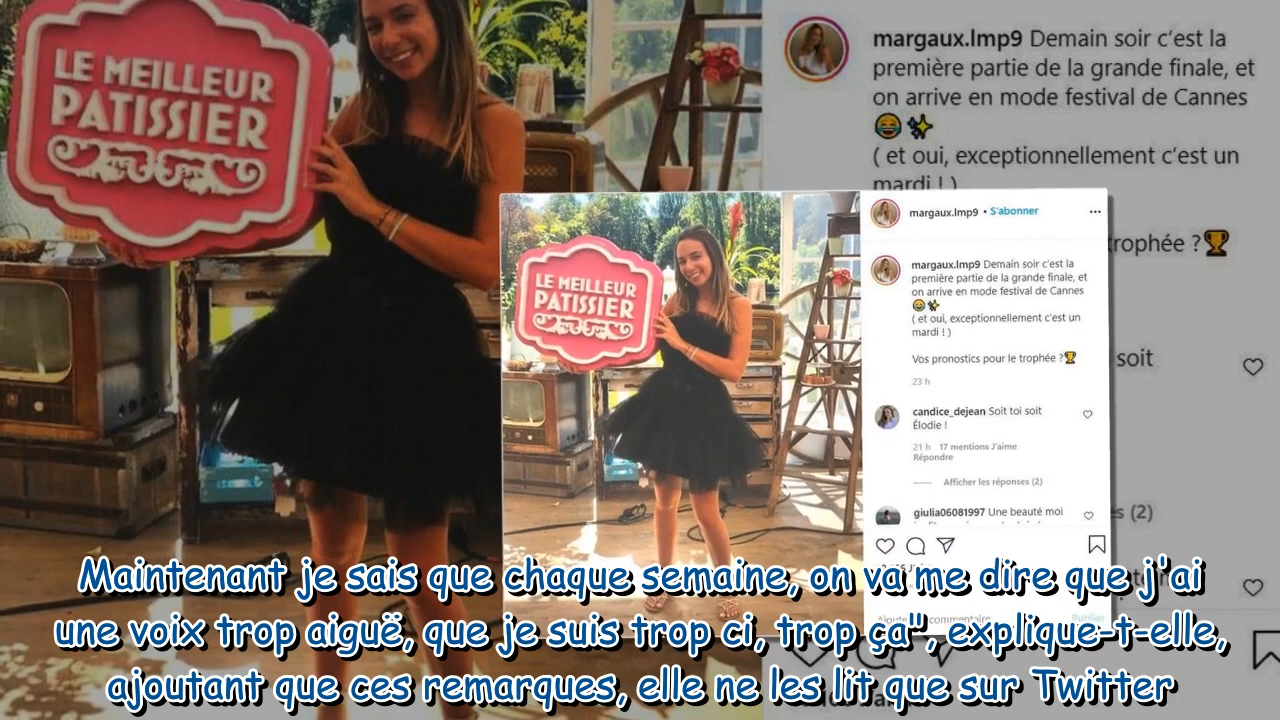 LE MEILLEUR
PATISSIER
margaux.lmp9 Demain soir c'est la
première partie de la grande finale, et
on arrive en mode festival de Cannes
😂✨
( et oui, exceptionnellement c'est un
mardi ! )
trophée ?🏆
soit
(2)
LE MEILLEUR
PATISSIER
margaux.lmp9 • S'abonner
margaux.lmp9 Demain soir c'est la
première partie de la grande finale, et
on arrive en mode festival de Cannes
😂✨
( et oui, exceptionnellement c'est un
mardi ! )
Vos pronostics pour le trophée ?🏆
23 h
candice_dejean Soit toi soit
Élodie !
21 h 17 mentions J'aime
Répondre
Afficher les réponses (2)
giulia06081997 Une beauté moi
Publier
Maintenant je sais que chaque semaine, on va me dire que j'ai
une voix trop aiguë, que je suis trop ci, trop ça", explique-t-elle,
ajoutant que ces remarques, elle ne les lit que sur Twitter